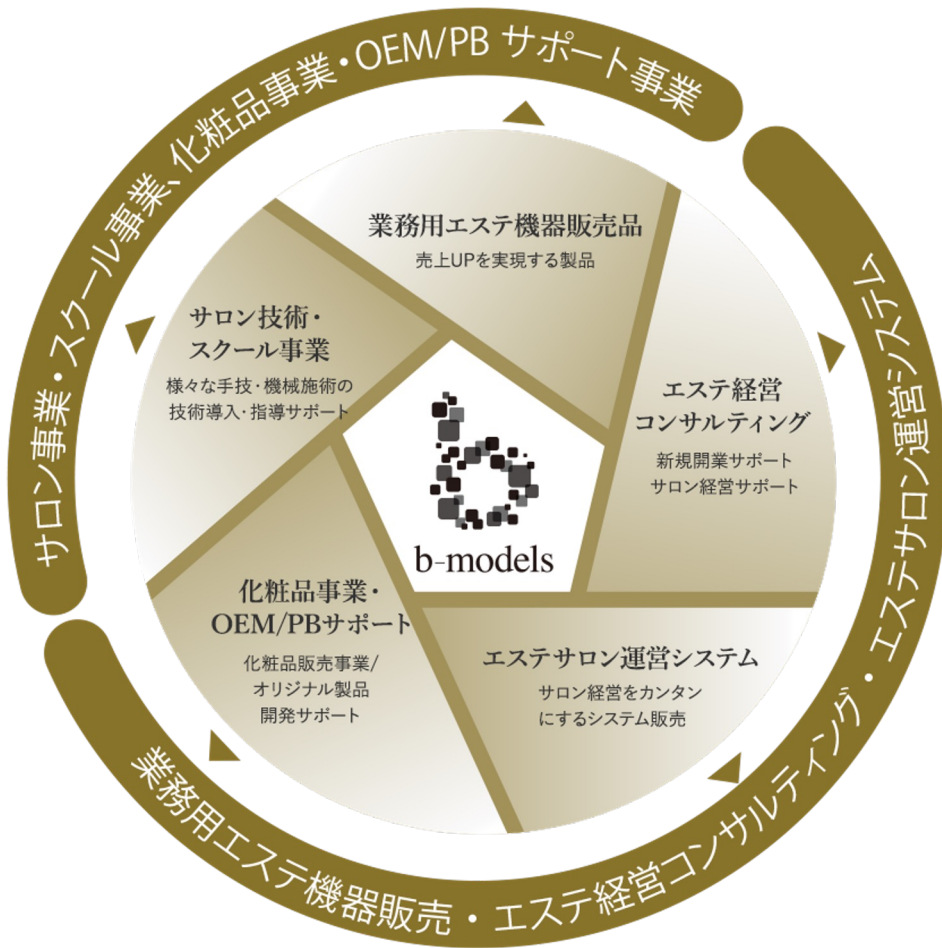 サロン事業・スクール事業、化粧品事業・OEM/PB サポート事業
業務用エステ機器販売・エステ経営コンサルティング・エステサロン運営システム
業務用エステ機器販売品
売上UPを実現する製品
サロン技術・
スクール事業
様々な手技・機械施術の
技術導入・指導サポート
エステ経営
コンサルティング
新規開業サポート
サロン経営サポート
b-models
化粧品事業・
OEM/PBサポート
化粧品販売事業/
オリジナル製品
開発サポート
エステサロン運営システム
サロン経営をカンタン
にするシステム販売